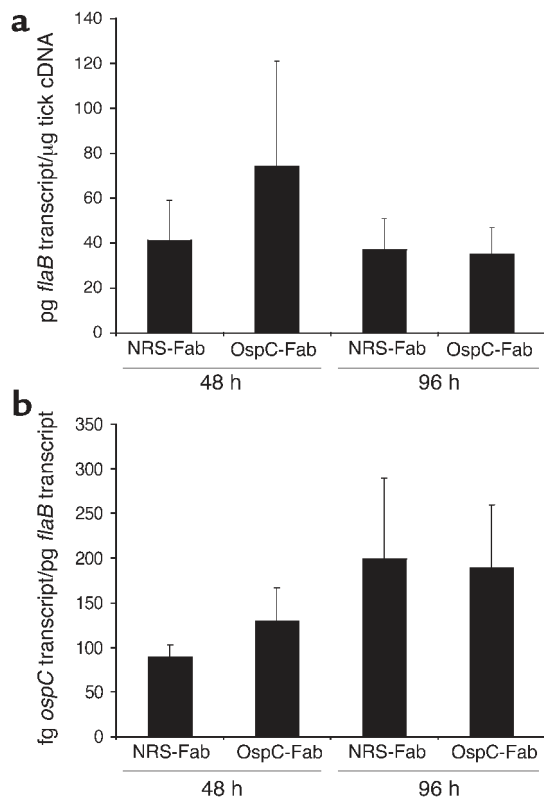 a
pg flaB transcript/µg tick cDNA
140
120
100
80
60
40
20
0
NRS-Fab OspC-Fab NRS-Fab OspC-Fab
48 h 96 h
b
fg ospC transcript/pg flaB transcript
350
300
250
200
150
100
50
0
NRS-Fab OspC-Fab NRS-Fab OspC-Fab
48 h 96 h